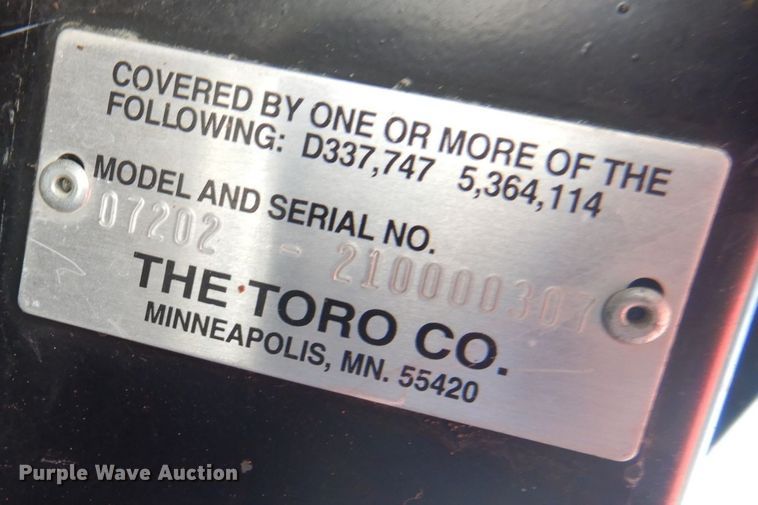 COVERED BY ONE OR MORE OF THE
FOLLOWING: D337,747 5,364,114
MODEL AND SERIAL NO.
07202 - 210000307
THE TORO CO.
MINNEAPOLIS, MN. 55420
Purple Wave Auction